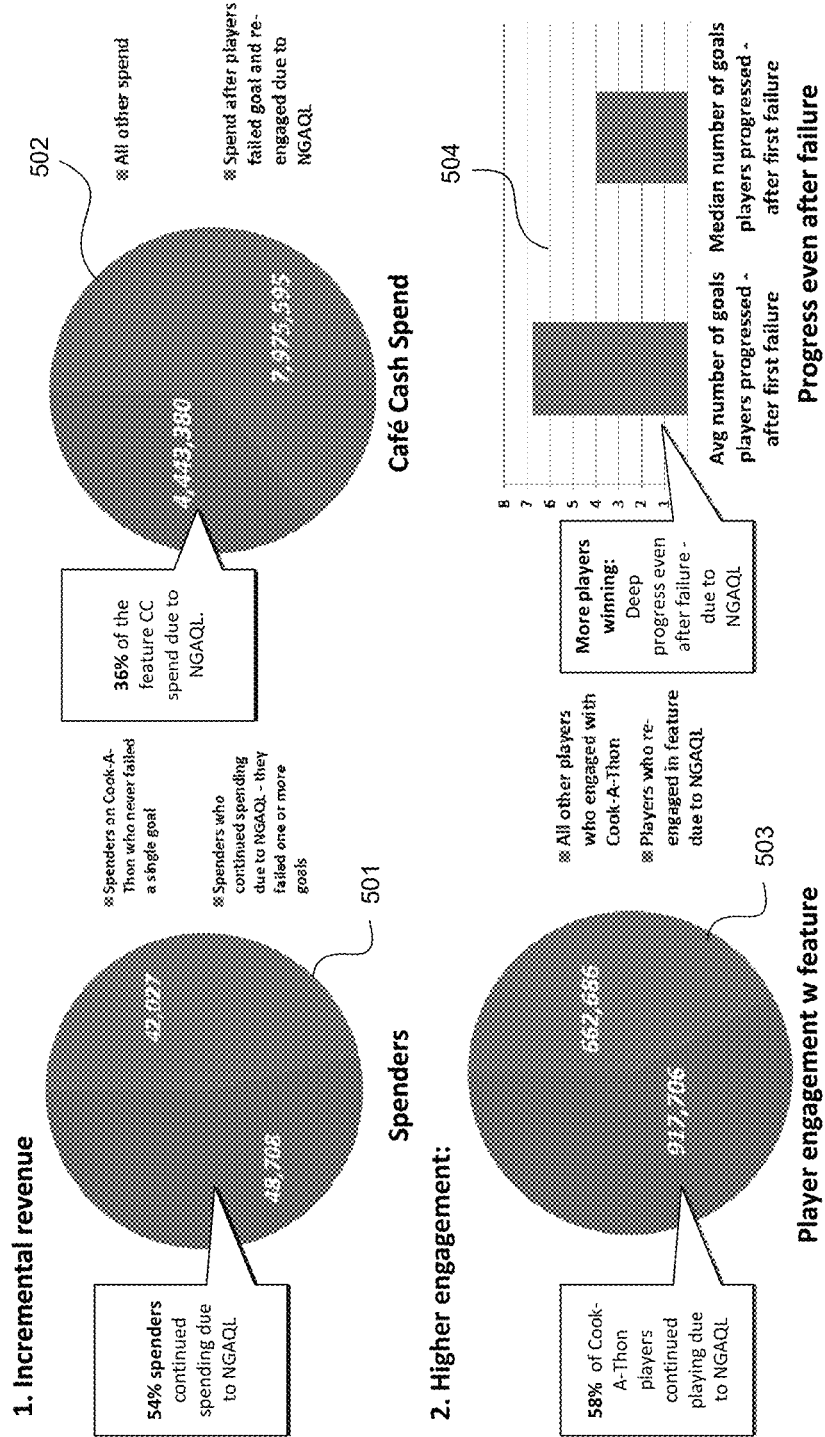 1. Incremental revenue
54% spenders
continued
spending due
to NGAQL
42,027
Spenders
501
Spenders on Cook-A-
Thon who never failed
a single goal
Spenders who
continued spending
due to NGAQL - they
failed one or more
goals
36% of the
feature CC
spend due to
NGAQL.
4,443,380
7,975,595
Café Cash Spend
502
All other spend
Spend after players
failed goal and re-
engaged due to
NGAQL
2. Higher engagement:
58% of Cook-
A-Thon
players
continued
playing due
to NGAQL
662,686
917,706
Player engagement w feature
503
All other players
who engaged with
Cook-A-Thon
Players who re-
engaged in feature
due to NGAQL
More players
winning:
Deep
progress even
after failure -
due to
NGAQL
504
8
7
6
5
4
3
2
1
Avg number of goals
players progressed -
after first failure
Median number of goals
players progressed -
after first failure
Progress even after failure